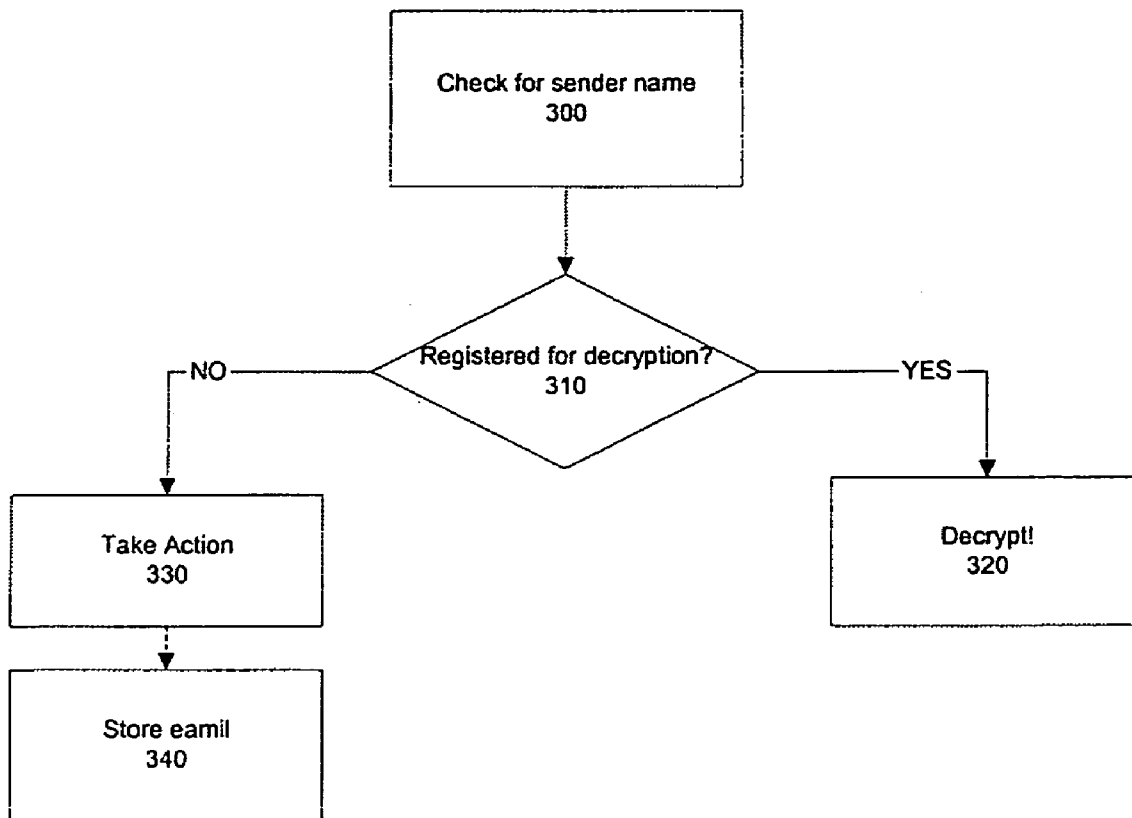 Check for sender name
300
Registered for decryption?
310
NO
YES
Take Action
330
Decrypt!
320
Store eamil
340